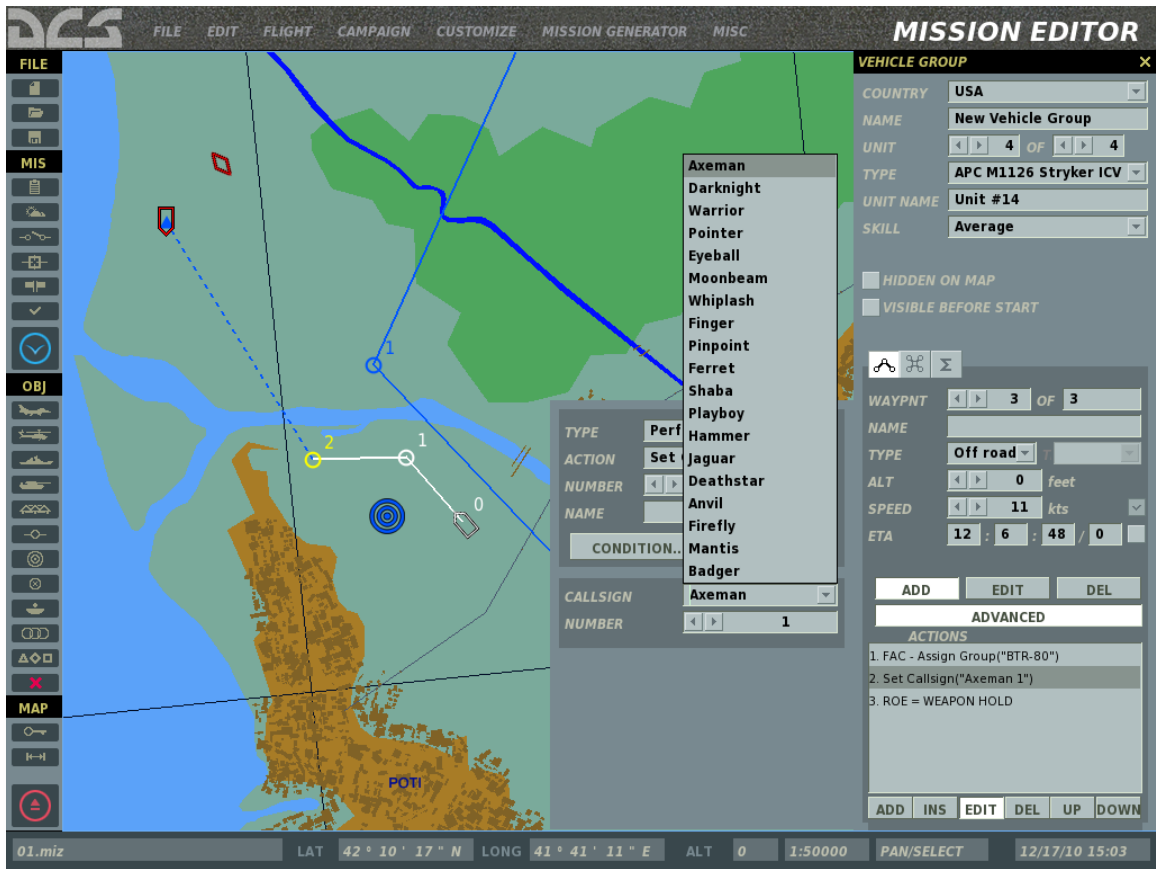 DCS
FILE EDIT FLIGHT CAMPAIGN CUSTOMIZE MISSION GENERATOR MISC
MISSION EDITOR
FILE
MIS
OBJ
MAP
1
2
1
0
POTI
TYPE Perf
ACTION Set
NUMBER
NAME
CONDITION..
Axeman
Darknight
Warrior
Pointer
Eyeball
Moonbeam
Whiplash
Finger
Pinpoint
Ferret
Shaba
Playboy
Hammer
Jaguar
Deathstar
Anvil
Firefly
Mantis
Badger
CALLSIGN Axeman
NUMBER 1
VEHICLE GROUP X
COUNTRY USA
NAME New Vehicle Group
UNIT 4 OF 4
TYPE APC M1126 Stryker ICV
UNIT NAME Unit #14
SKILL Average
HIDDEN ON MAP
VISIBLE BEFORE START
Σ
WAYPNT 3 OF 3
NAME
TYPE Off road
ALT 0 feet
SPEED 11 kts
ETA 12 : 6 : 48 / 0
ADD EDIT DEL
ADVANCED
ACTIONS
1. FAC - Assign Group("BTR-80")
2. Set Callsign("Axeman 1")
3. ROE = WEAPON HOLD
ADD INS EDIT DEL UP DOWN
01.miz LAT 42 ° 10 ' 17 " N LONG 41 ° 41 ' 11 " E ALT 0 1:50000 PAN/SELECT 12/17/10 15:03